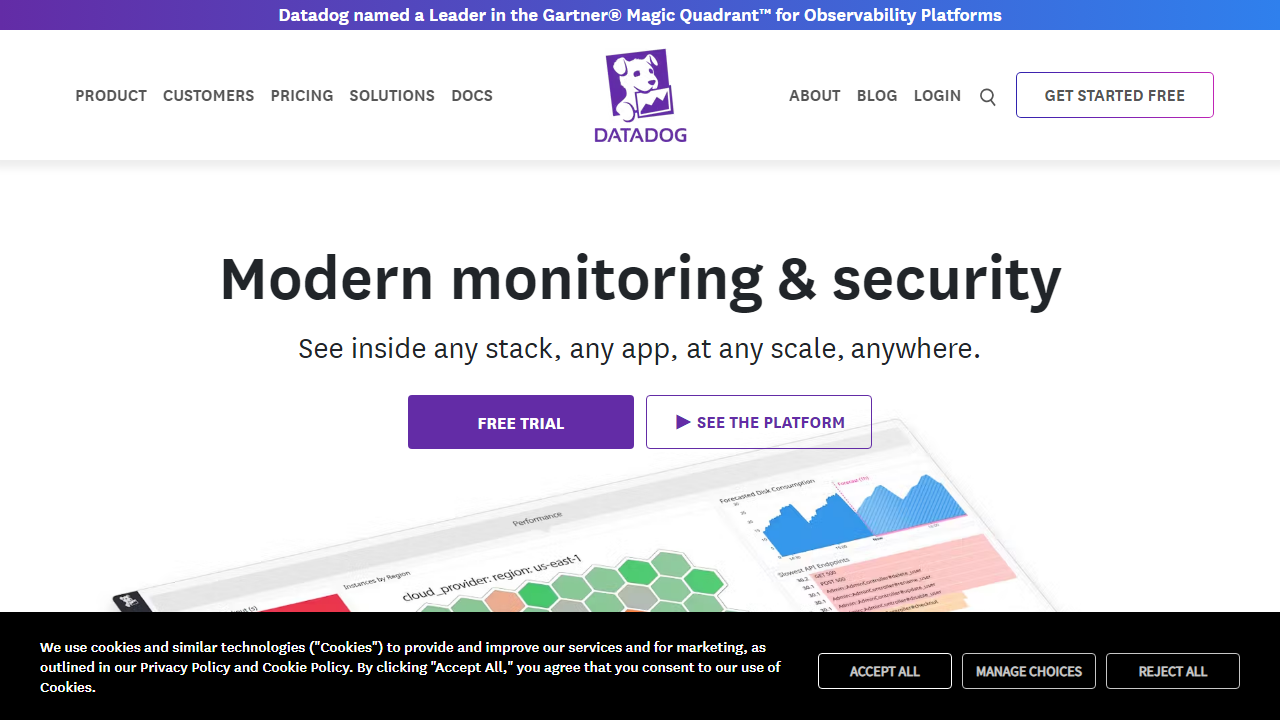 Datadog named a Leader in the Gartner® Magic Quadrant™ for Observability Platforms
PRODUCT CUSTOMERS PRICING SOLUTIONS DOCS
DATADOG
ABOUT BLOG LOGIN
GET STARTED FREE
Modern monitoring & security
See inside any stack, any app, at any scale, anywhere.
FREE TRIAL
SEE THE PLATFORM
Performance
Forecasted Disk Consumption
Instances by Region
cloud_provider: region: us-east-1
Slowest API Endpoints
GET 500
POST 500
We use cookies and similar technologies ("Cookies") to provide and improve our services and for marketing, as
outlined in our Privacy Policy and Cookie Policy. By clicking "Accept All," you agree that you consent to our use of
Cookies.
ACCEPT ALL
MANAGE CHOICES
REJECT ALL